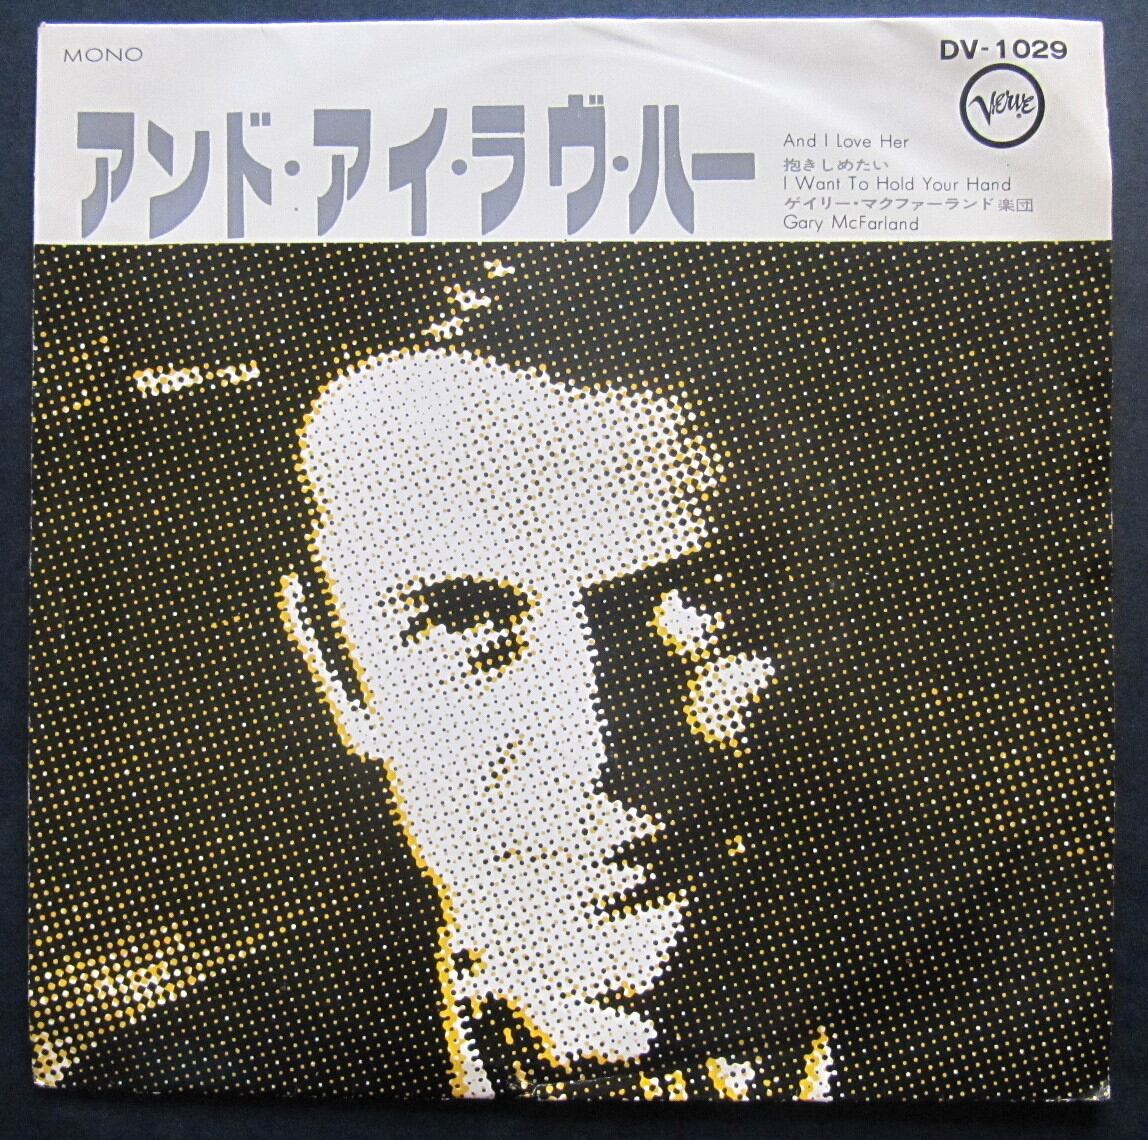 MONO
DV-1029
Verve
アンド・アイ・ラヴ・ハー
And I Love Her
抱きしめたい
I Want To Hold Your Hand
ゲイリー・マクファーランド楽団
Gary McFarland